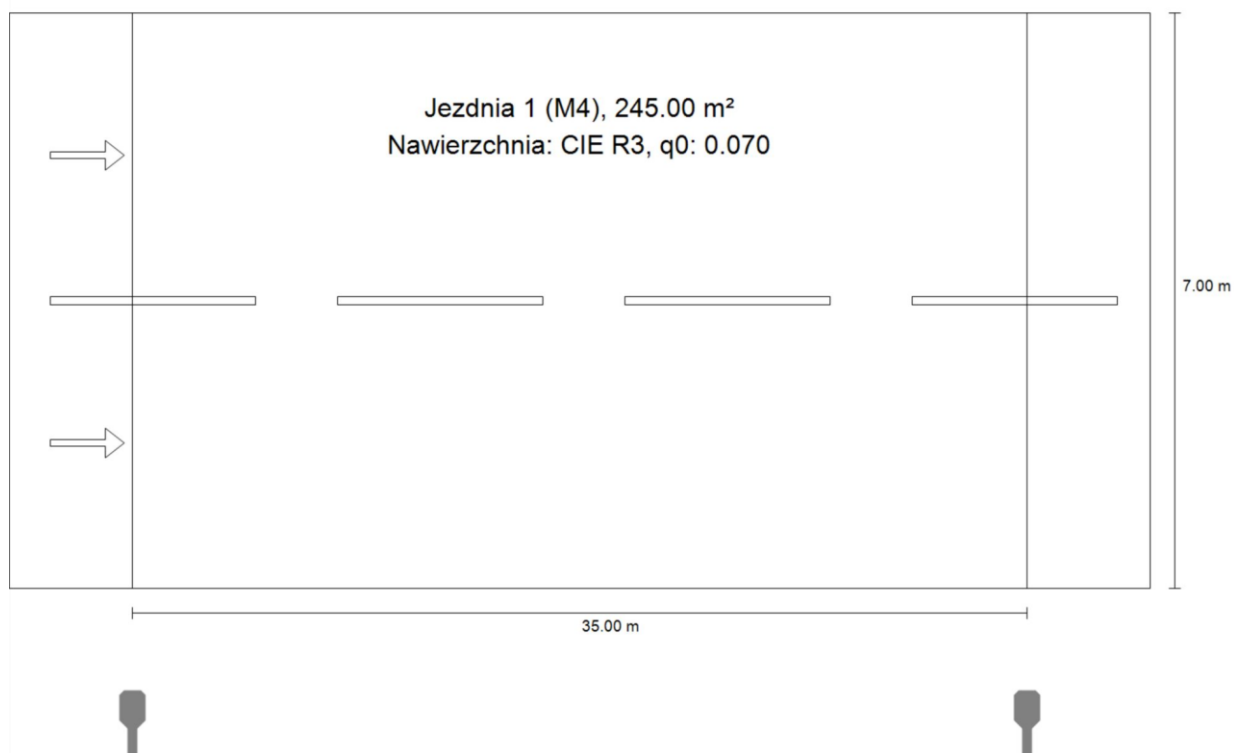 Jezdnia 1 (M4), 245.00 m²
Nawierzchnia: CIE R3, q0: 0.070
7.00 m
35.00 m